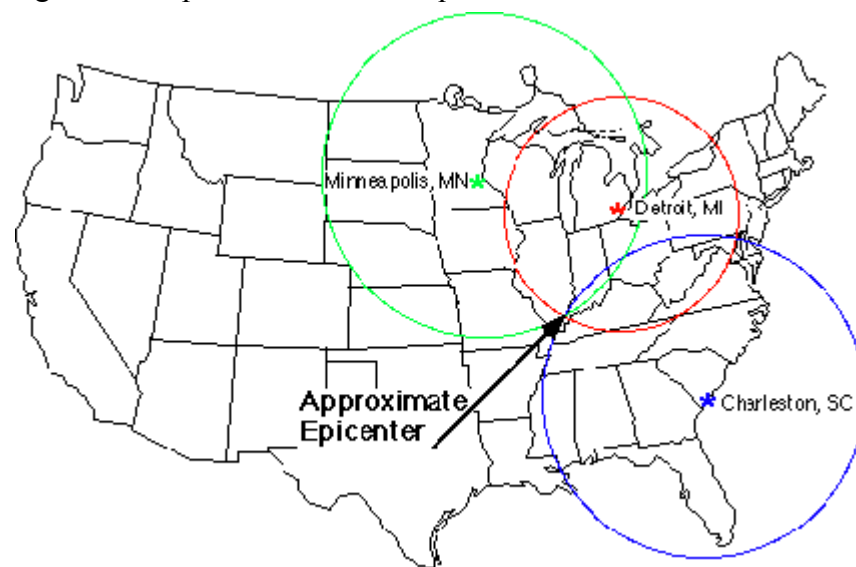 Minneapolis, MN
Detroit, MI
Approximate
Epicenter
Charleston, SC